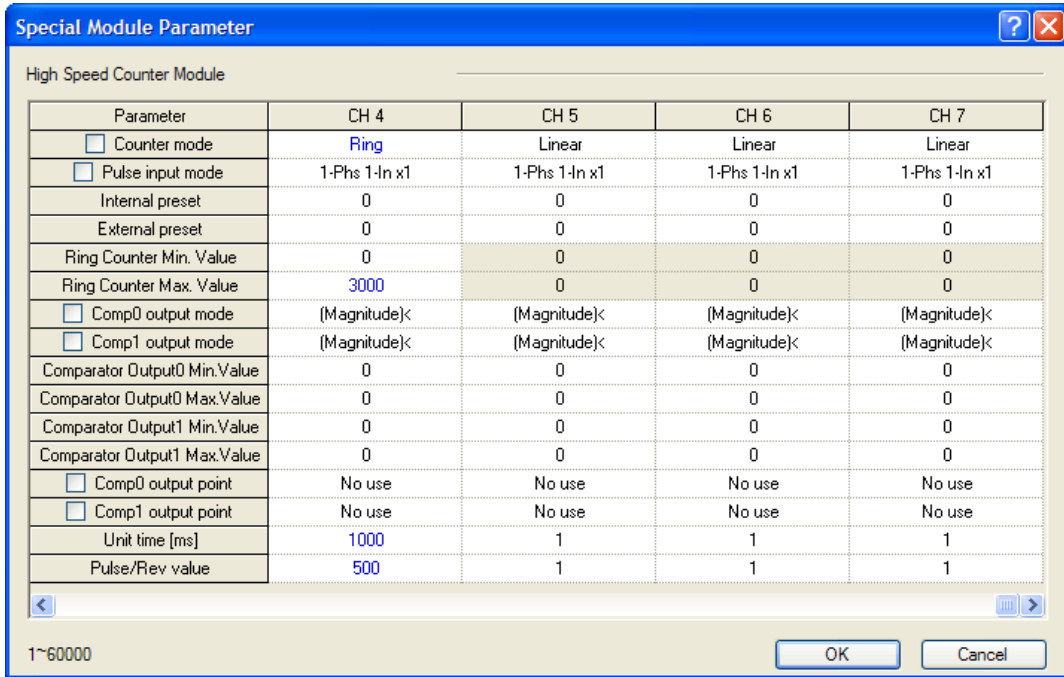 Special Module Parameter
High Speed Counter Module
Parameter CH 4 CH 5 CH 6 CH 7
Counter mode Ring Linear Linear Linear
Pulse input mode 1-Phs 1-In x1 1-Phs 1-In x1 1-Phs 1-In x1 1-Phs 1-In x1
Internal preset 0 0 0 0
External preset 0 0 0 0
Ring Counter Min. Value 0 0 0 0
Ring Counter Max. Value 3000 0 0 0
Comp0 output mode (Magnitude)< (Magnitude)< (Magnitude)< (Magnitude)<
Comp1 output mode (Magnitude)< (Magnitude)< (Magnitude)< (Magnitude)<
Comparator Output0 Min.Value 0 0 0 0
Comparator Output0 Max.Value 0 0 0 0
Comparator Output1 Min.Value 0 0 0 0
Comparator Output1 Max.Value 0 0 0 0
Comp0 output point No use No use No use No use
Comp1 output point No use No use No use No use
Unit time [ms] 1000 1 1 1
Pulse/Rev value 500 1 1 1
1~60000 OK Cancel